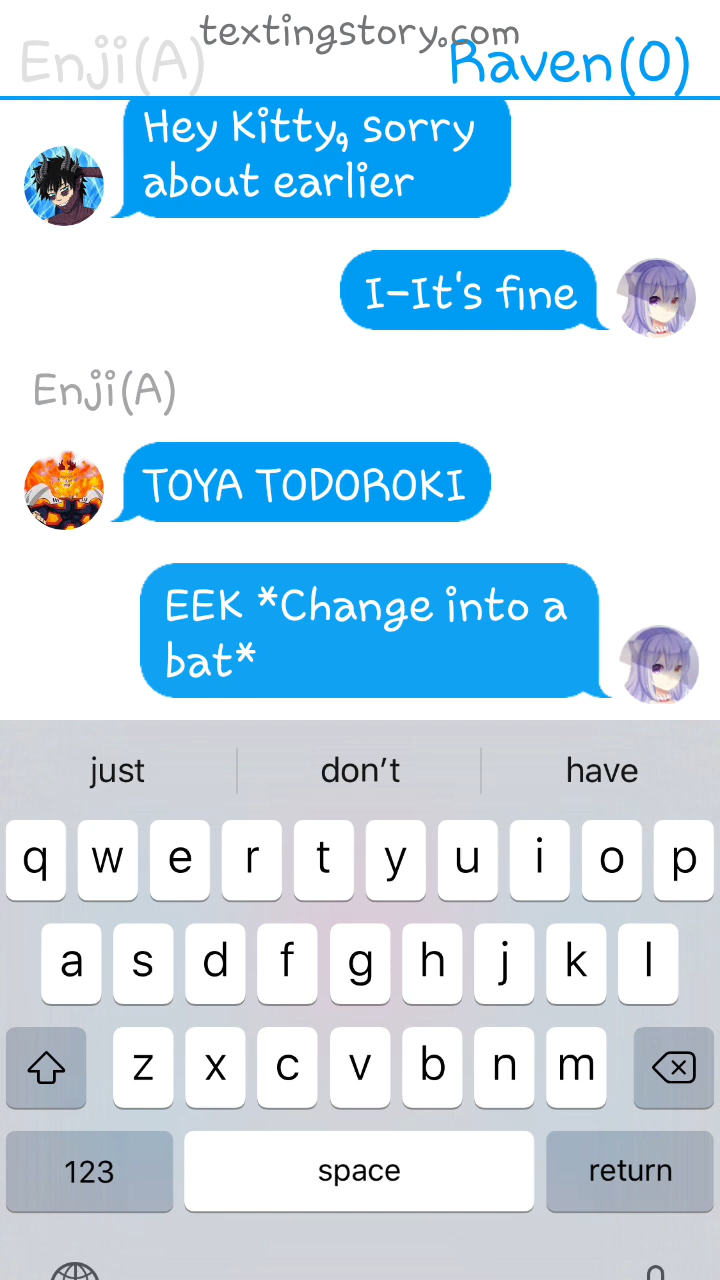 textingstory.com
Enji(A)
Raven(O)
Hey Kitty, sorry
about earlier
I-It's fine
Enji(A)
TOYA TODOROKI
EEK *Change into a
bat*
just don't have
q w e r t y u i o p
a s d f g h j k l
z x c v b n m
123 space return